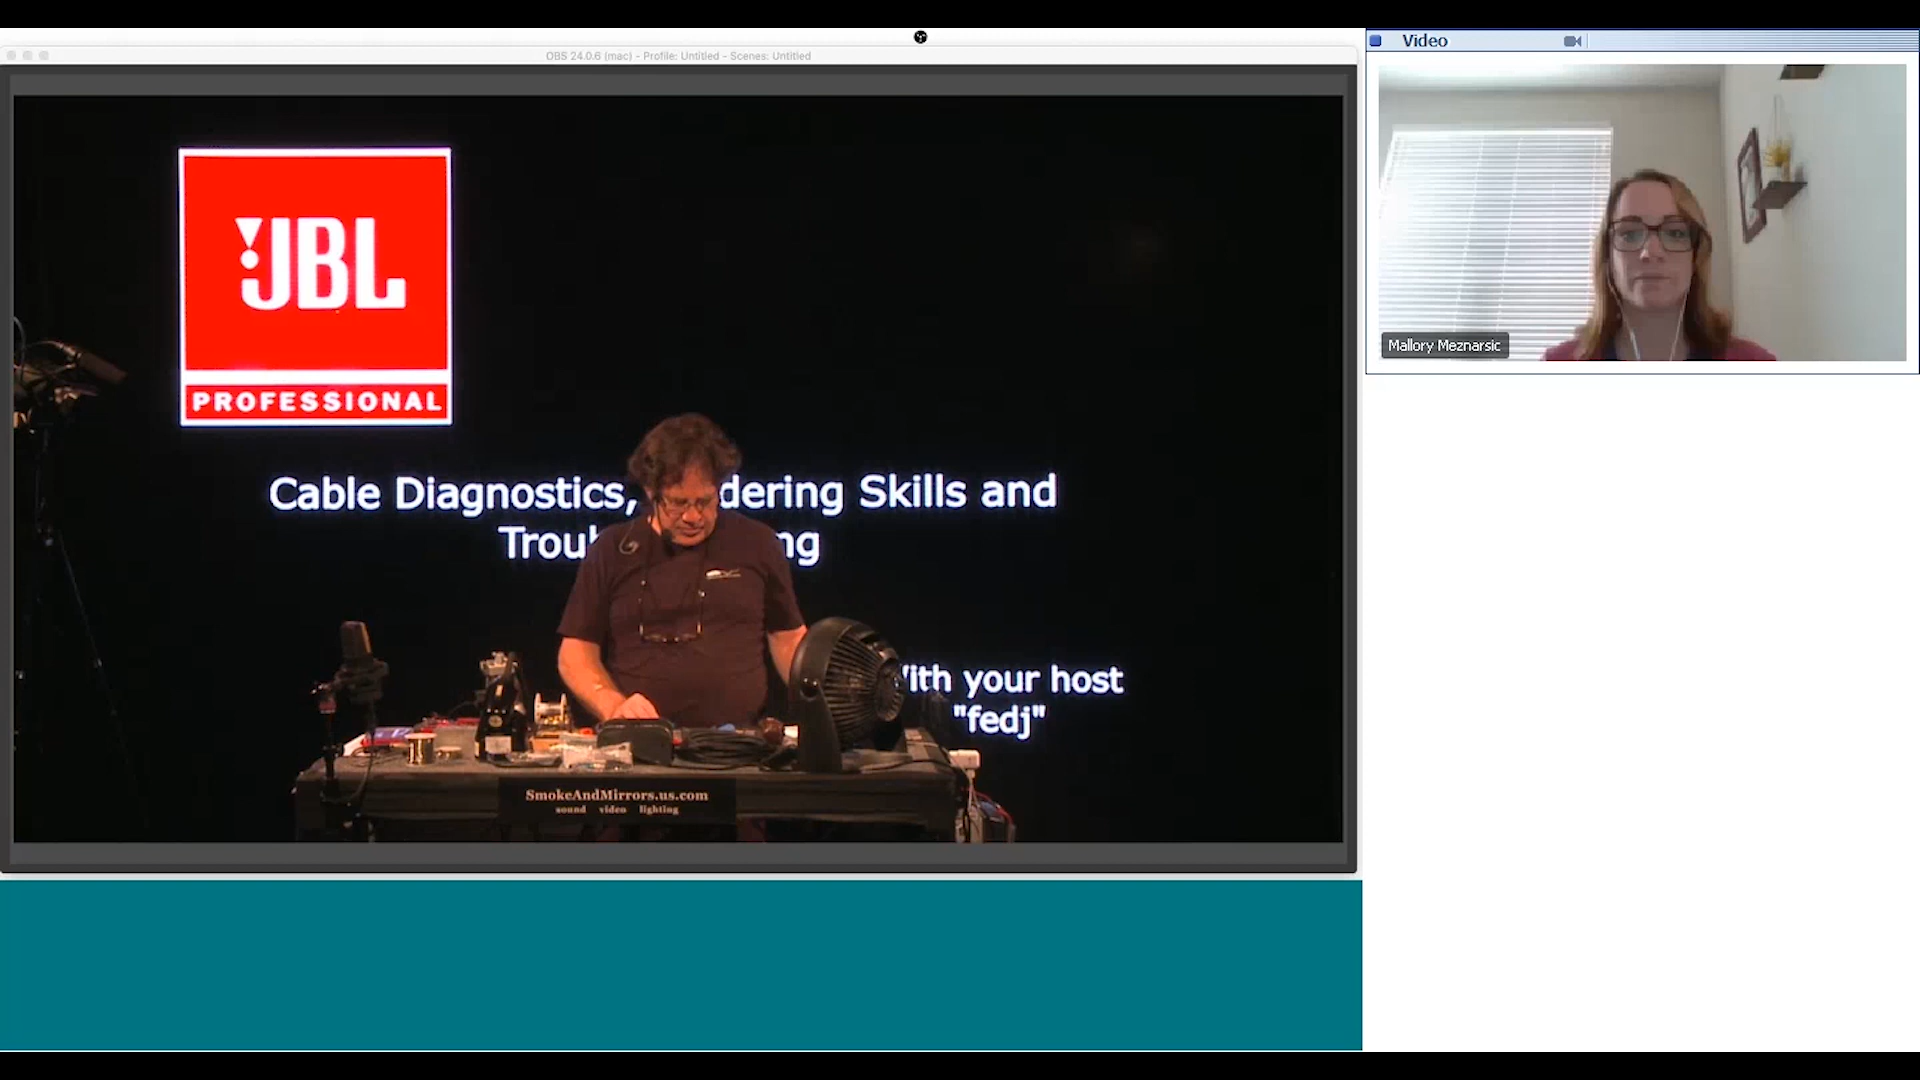 OBS 24.0.6 (mac) - Profile: Untitled - Scenes: Untitled
Video
JBL
PROFESSIONAL
Mallory Meznarsic
Cable Diagnostics, dering Skills and
Trou ng
ith your host
"fedj"
SmokeAndMirrors.us.com
sound video lighting